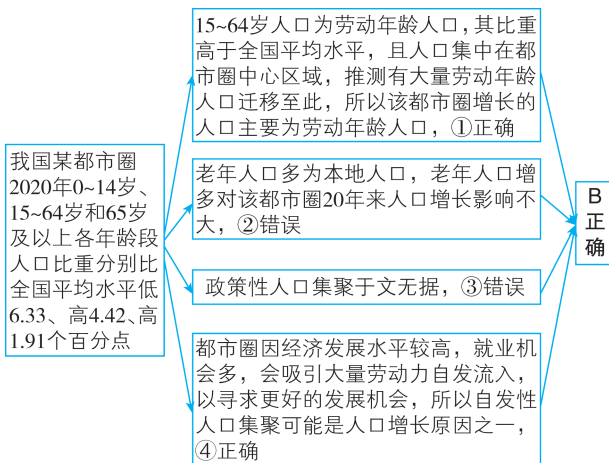 我国某都市圈
2020年0~14岁、
15~64岁和65岁
及以上各年龄段
人口比重分别比
全国平均水平低
6.33、高4.42、高
1.91个百分点
15~64岁人口为劳动年龄人口，其比重
高于全国平均水平，且人口集中在都
市圈中心区域，推测有大量劳动年龄
人口迁移至此，所以该都市圈增长的
人口主要为劳动年龄人口，①正确
老年人口多为本地人口，老年人口增
多对该都市圈20年来人口增长影响不
大，②错误
政策性人口集聚于文无据，③错误
都市圈因经济发展水平较高，就业机
会多，会吸引大量劳动力自发流入，
以寻求更好的发展机会，所以自发性
人口集聚可能是人口增长原因之一，
④正确
B
正
确